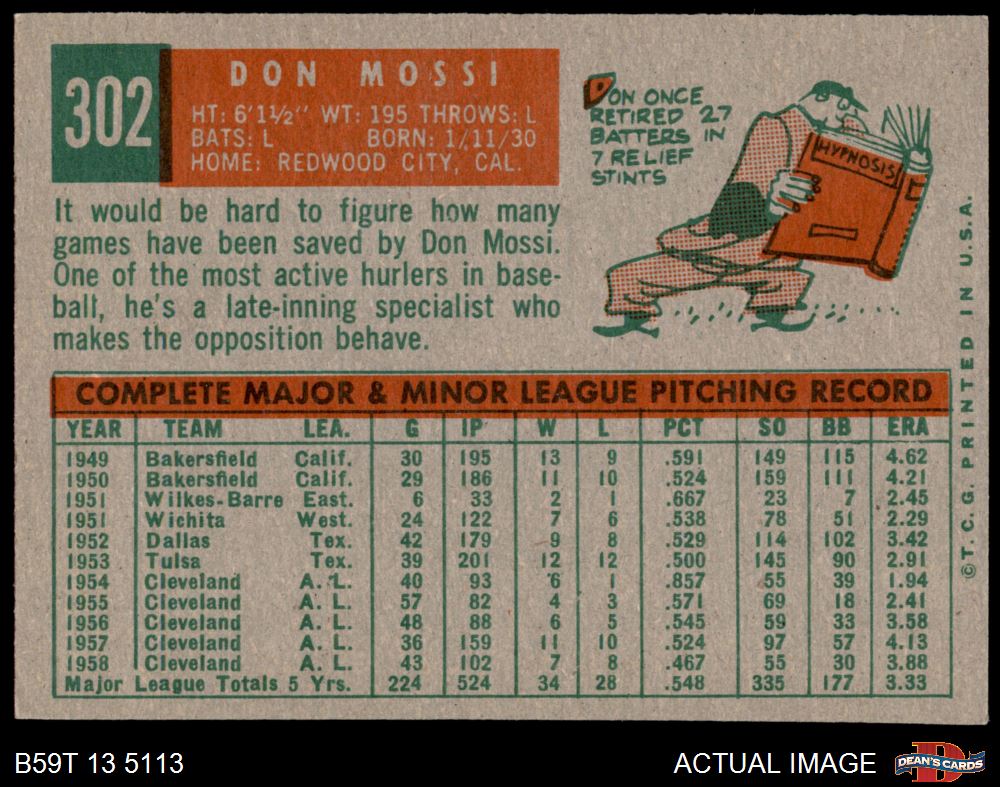 302
DON MOSSI
HT: 6'1½" WT: 195 THROWS: L
BATS: L BORN: 1/11/30
HOME: REDWOOD CITY, CAL.
DON ONCE
RETIRED 27
BATTERS IN
7 RELIEF
STINTS
HYPNOSIS
It would be hard to figure how many
games have been saved by Don Mossi.
One of the most active hurlers in base-
ball, he's a late-inning specialist who
makes the opposition behave.
COMPLETE MAJOR & MINOR LEAGUE PITCHING RECORD
YEAR TEAM LEA. G IP W L PCT SO BB ERA
1949 Bakersfield Calif. 30 195 13 9 .591 149 115 4.62
1950 Bakersfield Calif. 29 186 11 10 .524 159 111 4.21
1951 Wilkes-Barre East. 6 33 2 1 .667 23 7 2.45
1951 Wichita West. 24 122 7 6 .538 78 51 2.29
1952 Dallas Tex. 42 179 9 8 .529 114 102 3.42
1953 Tulsa Tex. 39 201 12 12 .500 145 90 2.91
1954 Cleveland A. L. 40 93 6 1 .857 55 39 1.94
1955 Cleveland A. L. 57 82 4 3 .571 69 18 2.41
1956 Cleveland A. L. 48 88 6 5 .545 59 33 3.58
1957 Cleveland A. L. 36 159 11 10 .524 97 57 4.13
1958 Cleveland A. L. 43 102 7 8 .467 55 30 3.88
Major League Totals 5 Yrs. 224 524 34 28 .548 335 177 3.33
©T. C. G. PRINTED IN U. S. A.
B59T 13 5113
ACTUAL IMAGE
DEAN'S CARDS